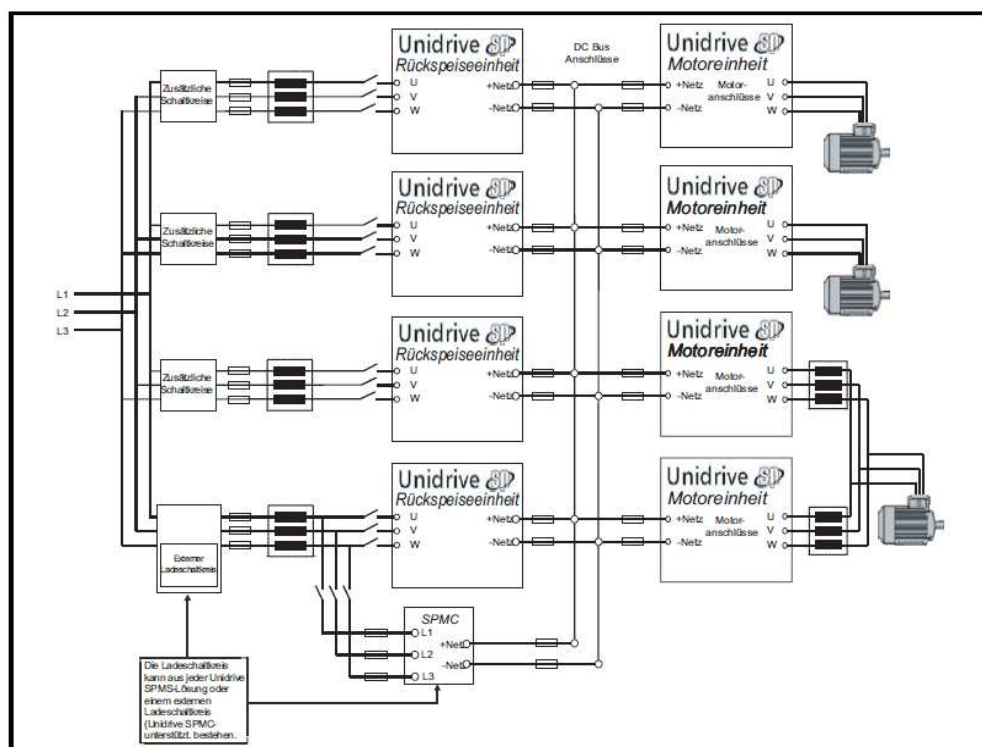 Unidrive SP
Rückspeiseeinheit
U
V
W
+Netz
-Netz
DC Bus
Anschlüsse
Unidrive SP
Motoreinheit
+Netz
-Netz
Motor-
anschlüsse
U
V
W
Zusätzliche
Schaltkreise
Unidrive SP
Rückspeiseeinheit
U
V
W
+Netz
-Netz
Unidrive SP
Motoreinheit
+Netz
-Netz
Motor-
anschlüsse
U
V
W
Zusätzliche
Schaltkreise
L1
L2
L3
Unidrive SP
Rückspeiseeinheit
U
V
W
+Netz
-Netz
Unidrive SP
Motoreinheit
+Netz
-Netz
Motor-
anschlüsse
U
V
W
Zusätzliche
Schaltkreise
Unidrive SP
Rückspeiseeinheit
U
V
W
+Netz
-Netz
Unidrive SP
Motoreinheit
+Netz
-Netz
Motor-
anschlüsse
U
V
W
Externer
Ladeschaltkreis
SPMC
L1
L2
L3
+Netz
-Netz
Die Ladeschaltkreis
kann aus jeder Unidrive
SPMS-Lösung oder
einem externen
Ladeschaltkreis
(Unidrive SPMC-
unterstützt. bestehen.